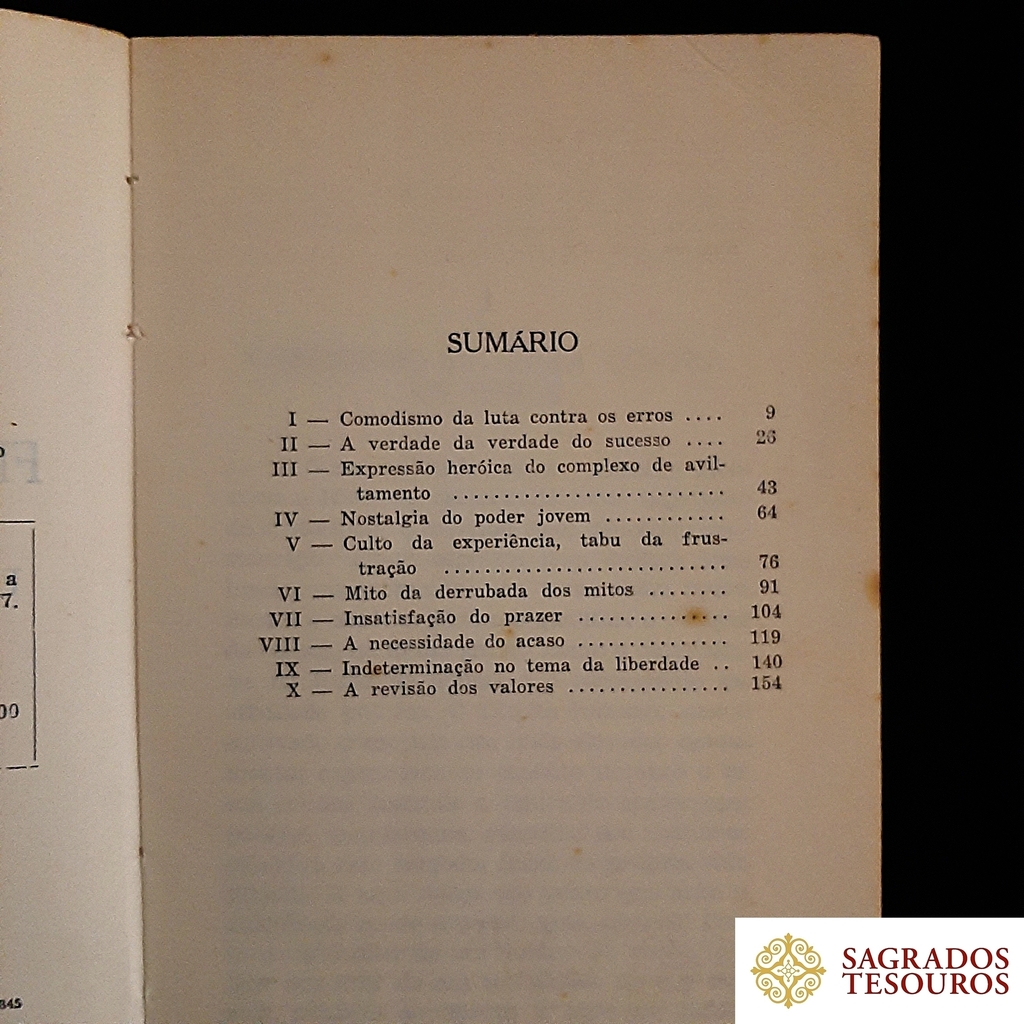 a
7.
00
845
SUMÁRIO
I — Comodismo da luta contra os erros .... 9
II — A verdade da verdade do sucesso .... 26
III — Expressão heróica do complexo de avil-
tamento ........................... 43
IV — Nostalgia do poder jovem ............ 64
V — Culto da experiência, tabu da frus-
tração ............................ 76
VI — Mito da derrubada dos mitos ........ 91
VII — Insatisfação do prazer ............... 104
VIII — A necessidade do acaso ............... 119
IX — Indeterminação no tema da liberdade .. 140
X — A revisão dos valores ................ 154
SAGRADOS
TESOUROS